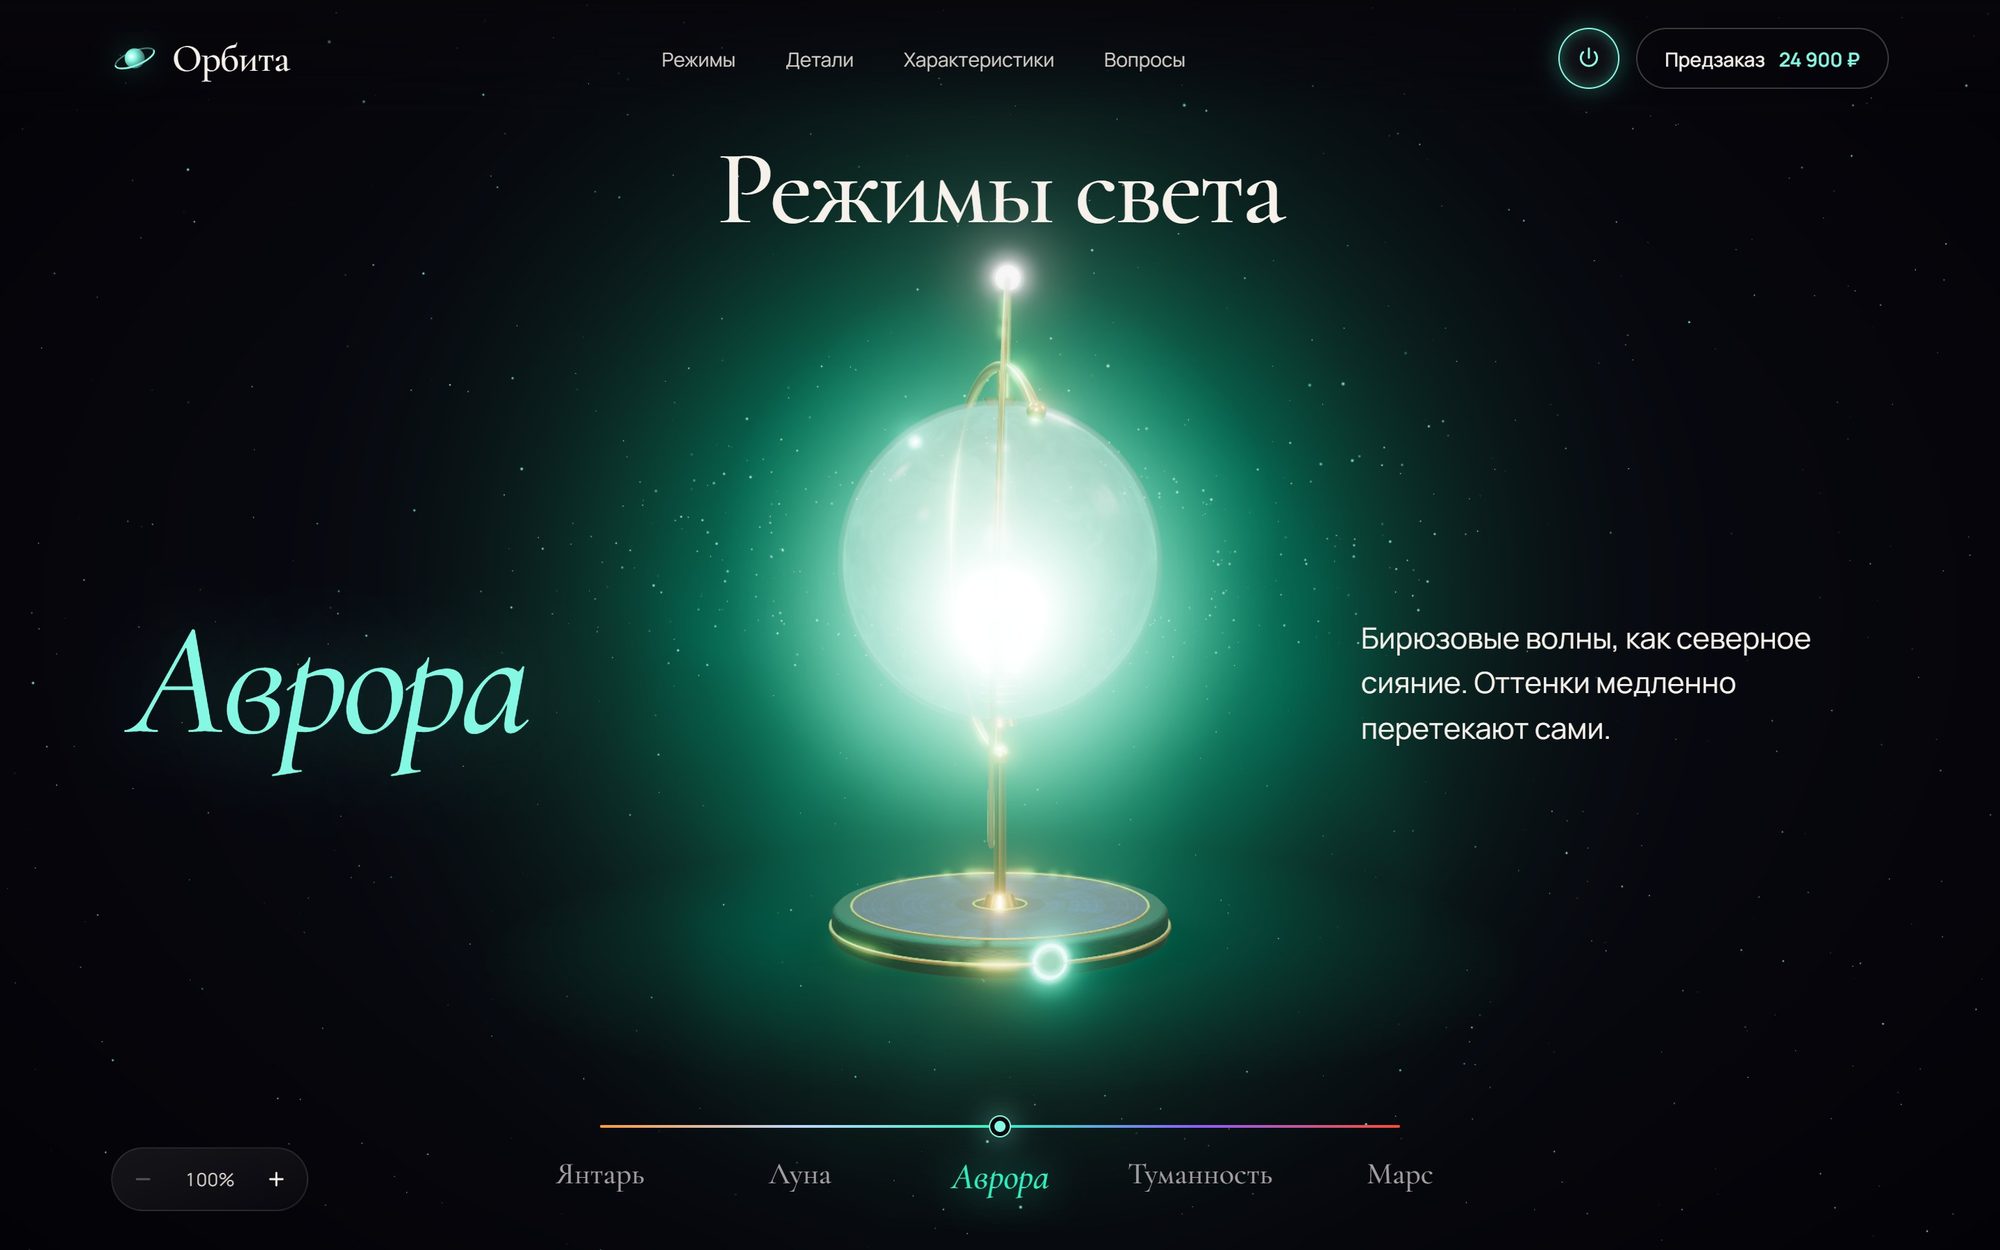 Орбита
Режимы
Детали
Характеристики
Вопросы
Предзаказ 24 900 ₽
Режимы света
Аврора
Бирюзовые волны, как северное
сияние. Оттенки медленно
перетекают сами.
− 100% +
Янтарь
Луна
Аврора
Туманность
Марс